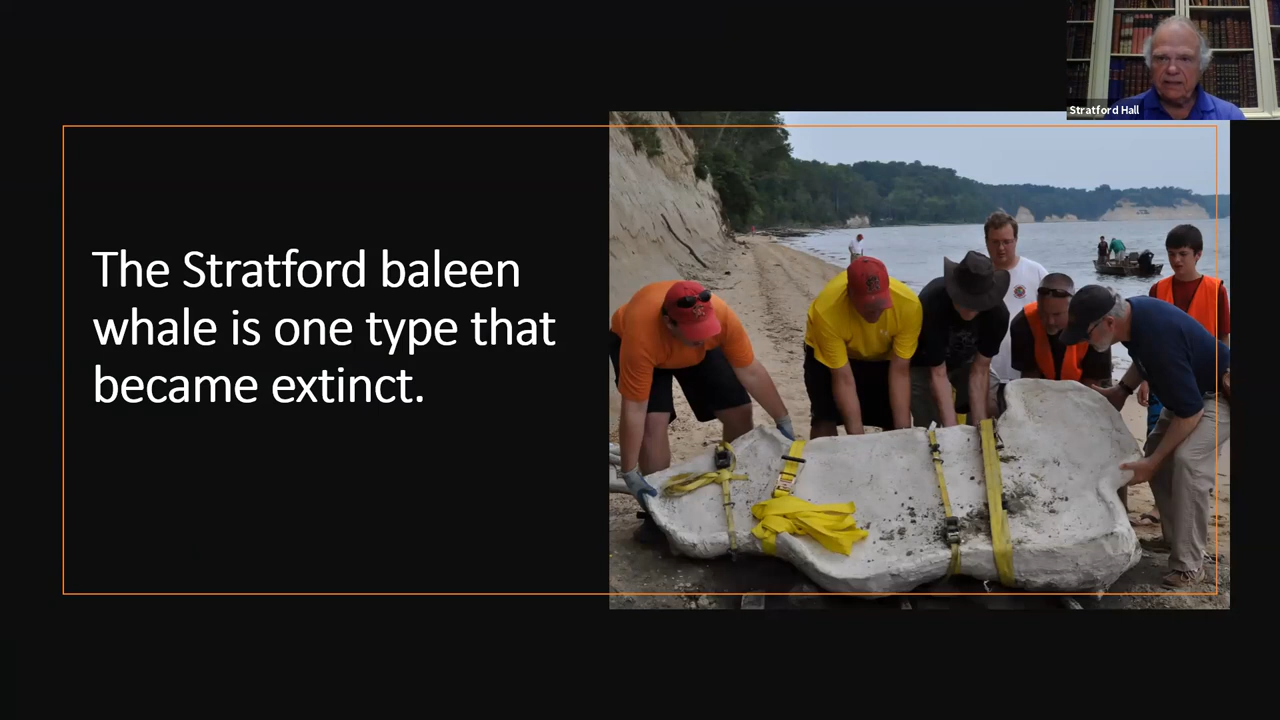 Stratford Hall
The Stratford baleen
whale is one type that
became extinct.